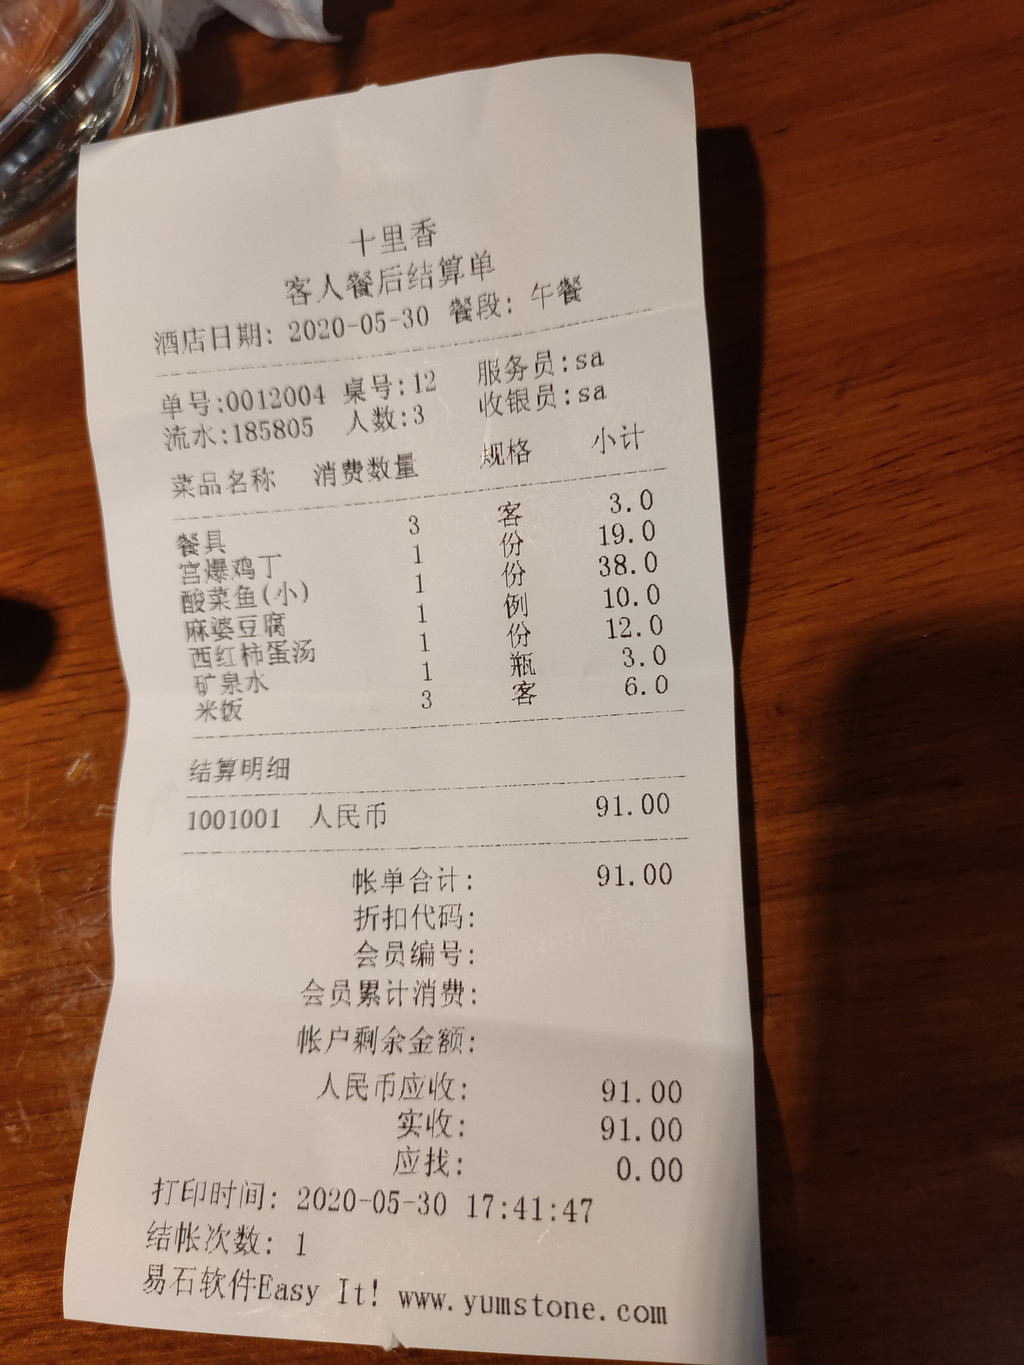 十里香
客人餐后结算单
酒店日期: 2020-05-30 餐段: 午餐
单号:0012004 桌号:12 服务员:sa
流水:185805 人数:3 收银员:sa
菜品名称 消费数量 规格 小计
餐具 3 客 3.0
宫爆鸡丁 1 份 19.0
酸菜鱼(小) 1 份 38.0
麻婆豆腐 1 例 10.0
西红柿蛋汤 1 份 12.0
矿泉水 1 瓶 3.0
米饭 3 客 6.0
结算明细
1001001 人民币 91.00
帐单合计: 91.00
折扣代码:
会员编号:
会员累计消费:
帐户剩余金额:
人民币应收: 91.00
实收: 91.00
应找: 0.00
打印时间: 2020-05-30 17:41:47
结帐次数: 1
易石软件Easy It! www.yumstone.com